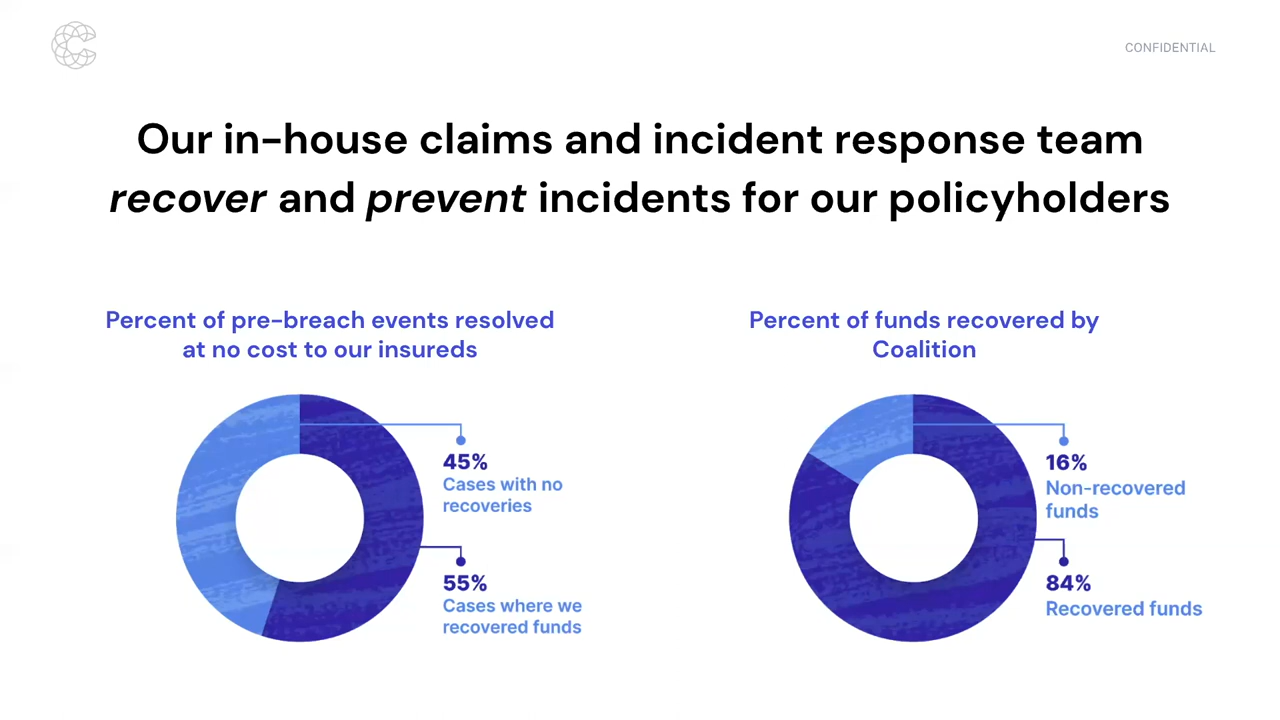 CONFIDENTIAL
Our in-house claims and incident response team
recover and prevent incidents for our policyholders
Percent of pre-breach events resolved
at no cost to our insureds
45%
Cases with no
recoveries
55%
Cases where we
recovered funds
Percent of funds recovered by
Coalition
16%
Non-recovered
funds
84%
Recovered funds